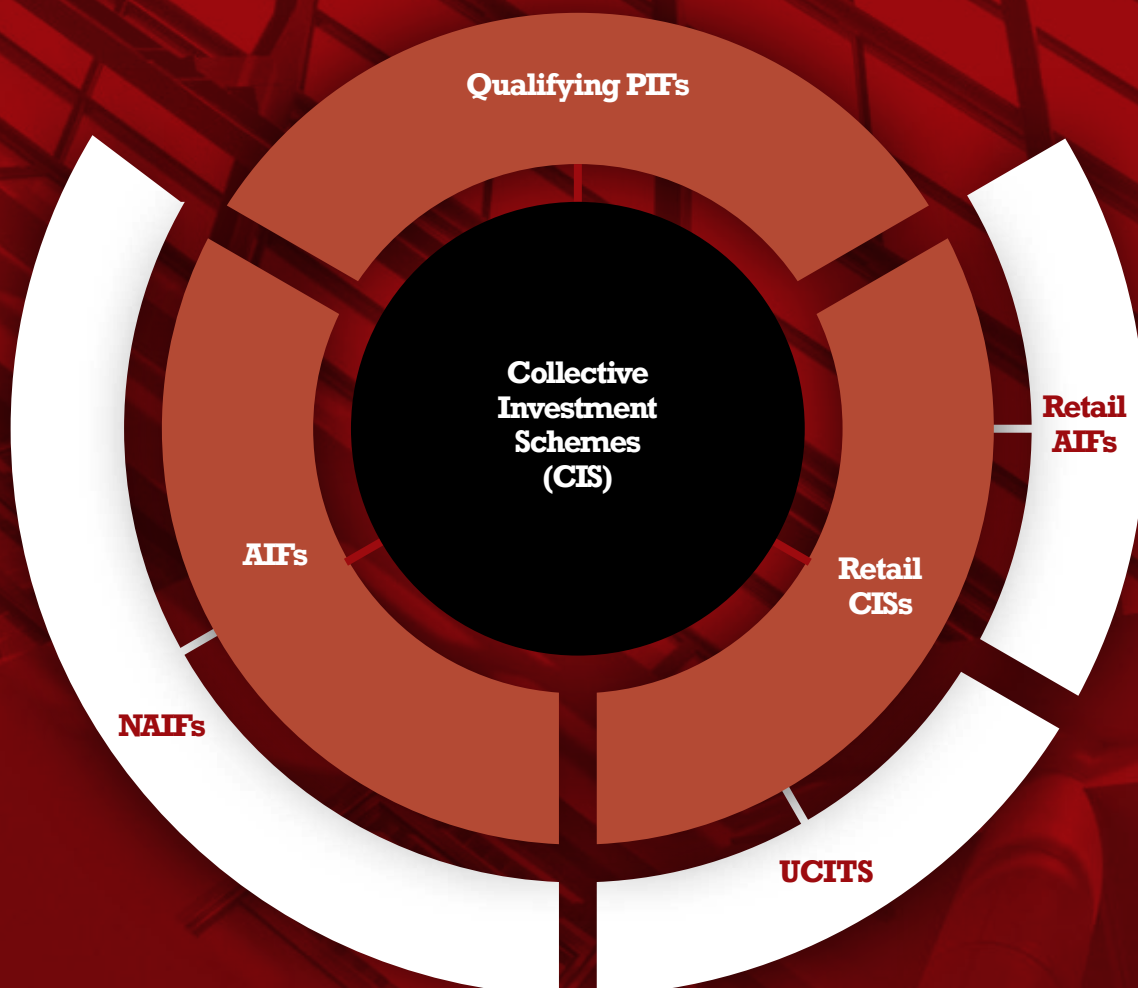 Qualifying PIFs
Collective
Investment
Schemes
(CIS)
Retail
AIFs
AIFs
Retail
CISs
NAIFs
UCITS